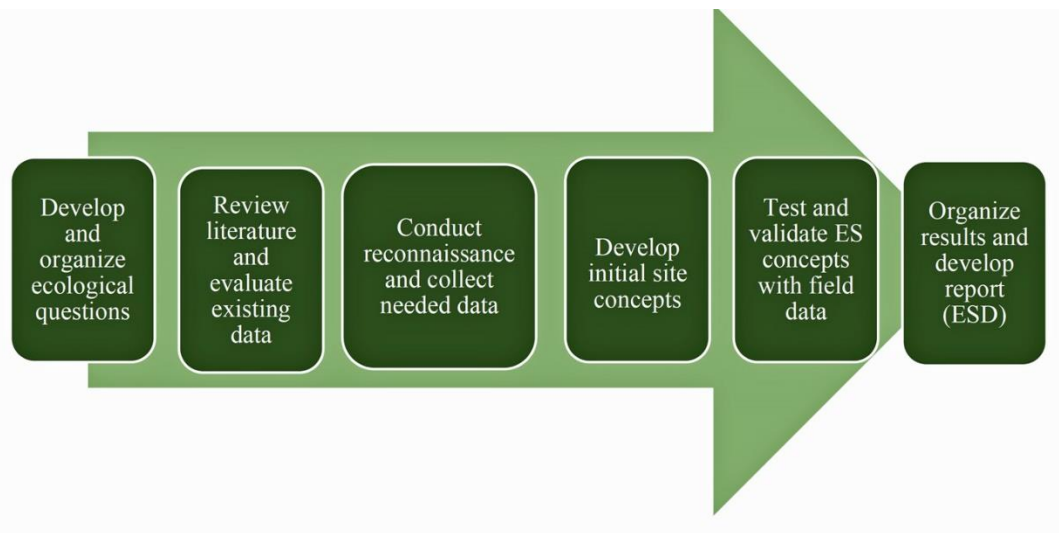 Develop
and
organize
ecological
questions
Review
literature
and
evaluate
existing
data
Conduct
reconnaissance
and collect
needed data
Develop
initial site
concepts
Test and
validate ES
concepts
with field
data
Organize
results and
develop
report
(ESD)